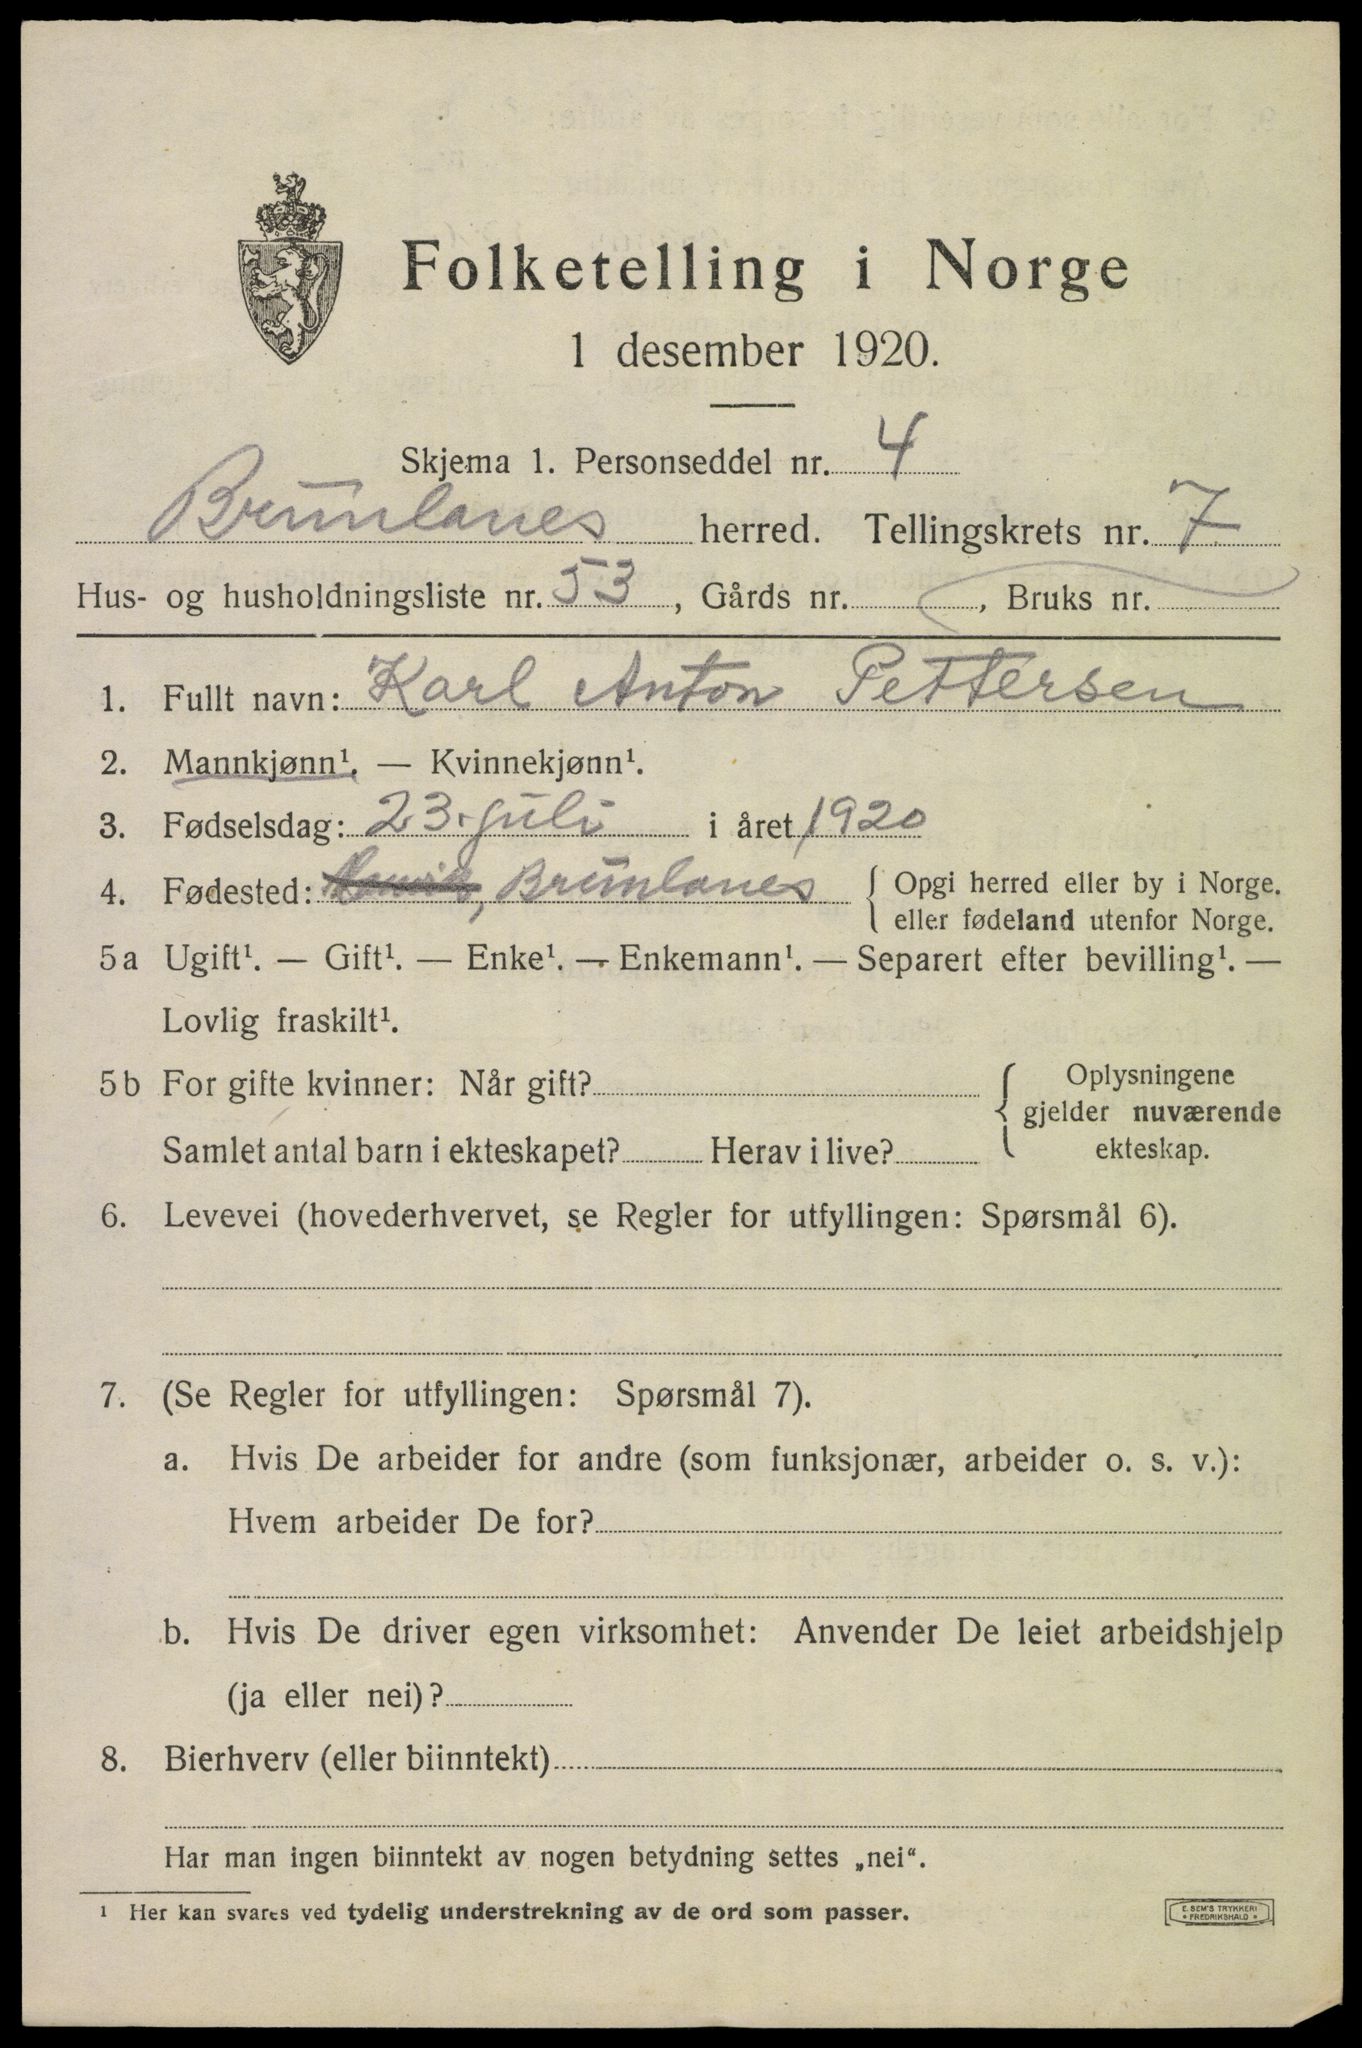 Folketelling i Norge
1 desember 1920.
Skjema 1. Personseddel nr. 4
Brunlanes herred. Tellingskrets nr. 7
Hus- og husholdningsliste nr. 53, Gårds nr. , Bruks nr.
1. Fullt navn: Karl Anton Pettersen
2. Mannkjønn¹. — Kvinnekjønn¹.
3. Fødselsdag: 23. juli i året 1920
4. Fødested: , Brunlanes { Opgi herred eller by i Norge.
eller fødeland utenfor Norge.
5a Ugift¹. — Gift¹. — Enke¹. — Enkemann¹. — Separert efter bevilling¹. —
Lovlig fraskilt¹.
5b For gifte kvinner: Når gift?
Samlet antal barn i ekteskapet? Herav i live?
{ Oplysningene
gjelder nuværende
ekteskap.
6. Levevei (hovederhvervet, se Regler for utfyllingen: Spørsmål 6).
7. (Se Regler for utfyllingen: Spørsmål 7).
a. Hvis De arbeider for andre (som funksjonær, arbeider o. s. v.):
Hvem arbeider De for?
b. Hvis De driver egen virksomhet: Anvender De leiet arbeidshjelp
(ja eller nei)?
8. Bierhverv (eller biinntekt)
Har man ingen biinntekt av nogen betydning settes „nei“.
¹ Her kan svares ved tydelig understrekning av de ord som passer.
E. SEM'S TRYKKERI
• FREDRIKSHALD •